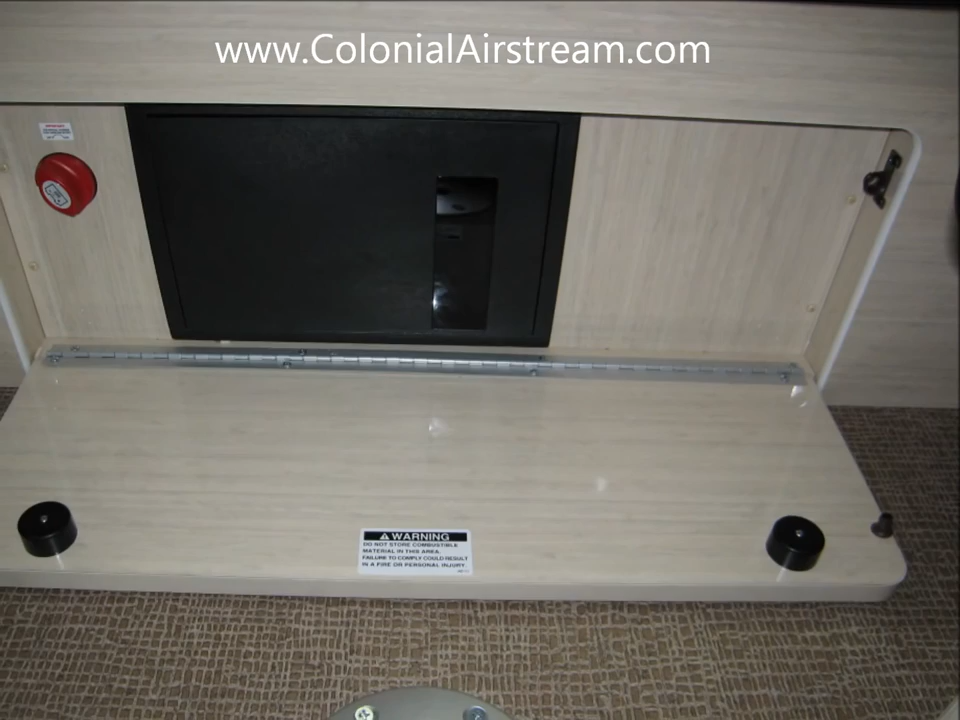 www.ColonialAirstream.com
WARNING
DO NOT STORE COMBUSTIBLE
MATERIAL IN THIS AREA.
FAILURE TO COMPLY COULD RESULT
IN A FIRE OR PERSONAL INJURY.